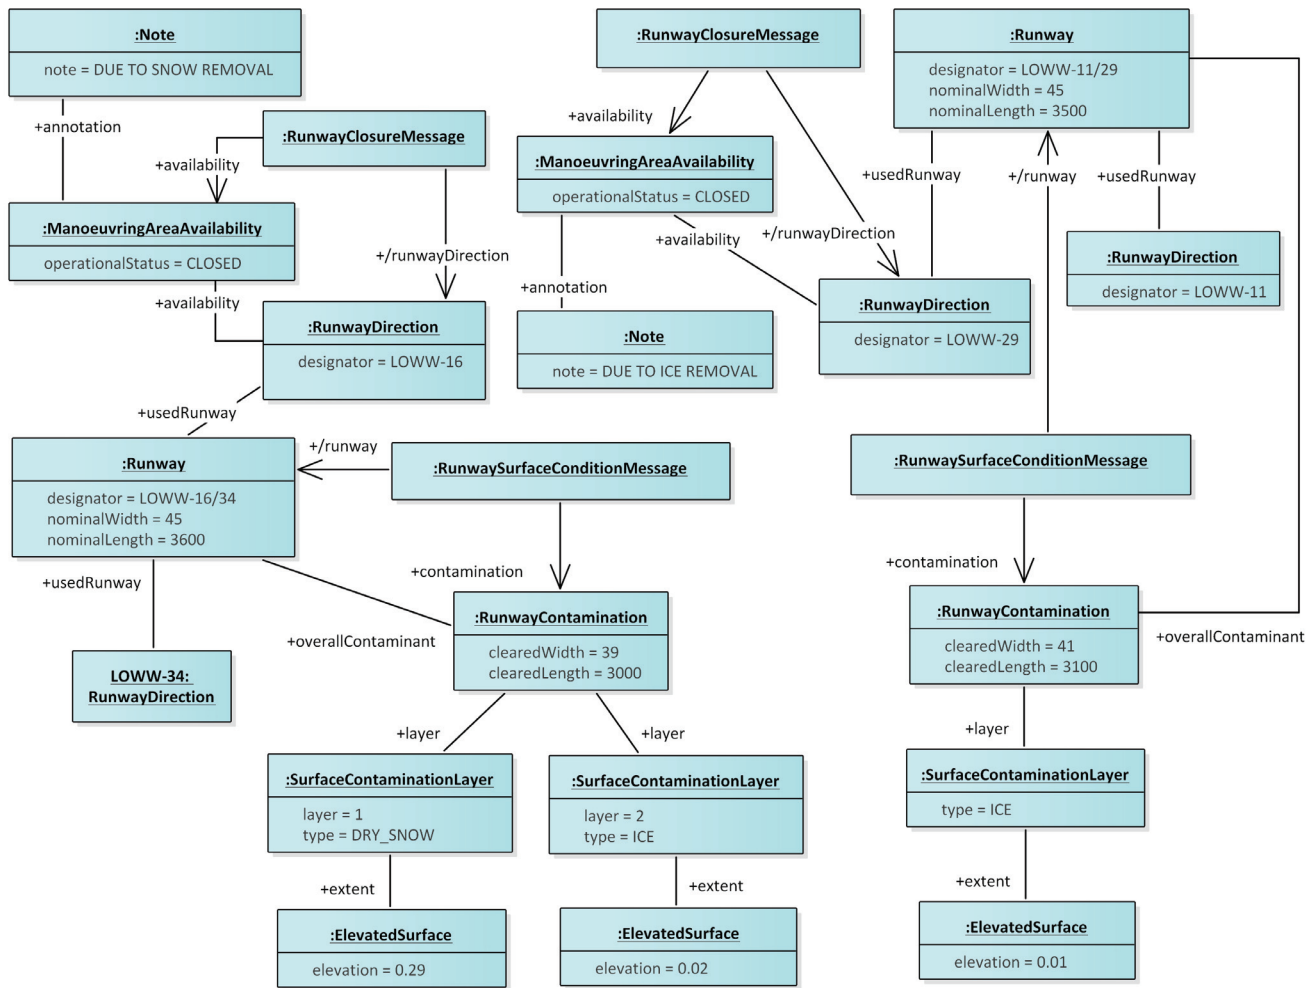 :Note
note = DUE TO SNOW REMOVAL
+annotation
:RunwayClosureMessage
+availability
:ManoeuvringAreaAvailability
operationalStatus = CLOSED
+/runwayDirection
+availability
:RunwayDirection
designator = LOWW-16
+usedRunway
:Runway
designator = LOWW-16/34
nominalWidth = 45
nominalLength = 3600
+/runway
:RunwaySurfaceConditionMessage
+usedRunway
LOWW-34:
RunwayDirection
+contamination
+overallContaminant
:RunwayContamination
clearedWidth = 39
clearedLength = 3000
+layer
+layer
:SurfaceContaminationLayer
layer = 1
type = DRY_SNOW
:SurfaceContaminationLayer
layer = 2
type = ICE
+extent
+extent
:ElevatedSurface
elevation = 0.29
:ElevatedSurface
elevation = 0.02
:RunwayClosureMessage
+availability
:ManoeuvringAreaAvailability
operationalStatus = CLOSED
+availability
+/runwayDirection
+annotation
:Note
note = DUE TO ICE REMOVAL
:RunwayDirection
designator = LOWW-29
:Runway
designator = LOWW-11/29
nominalWidth = 45
nominalLength = 3500
+usedRunway
+/runway
+usedRunway
:RunwayDirection
designator = LOWW-11
:RunwaySurfaceConditionMessage
+contamination
:RunwayContamination
clearedWidth = 41
clearedLength = 3100
+overallContaminant
+layer
:SurfaceContaminationLayer
type = ICE
+extent
:ElevatedSurface
elevation = 0.01